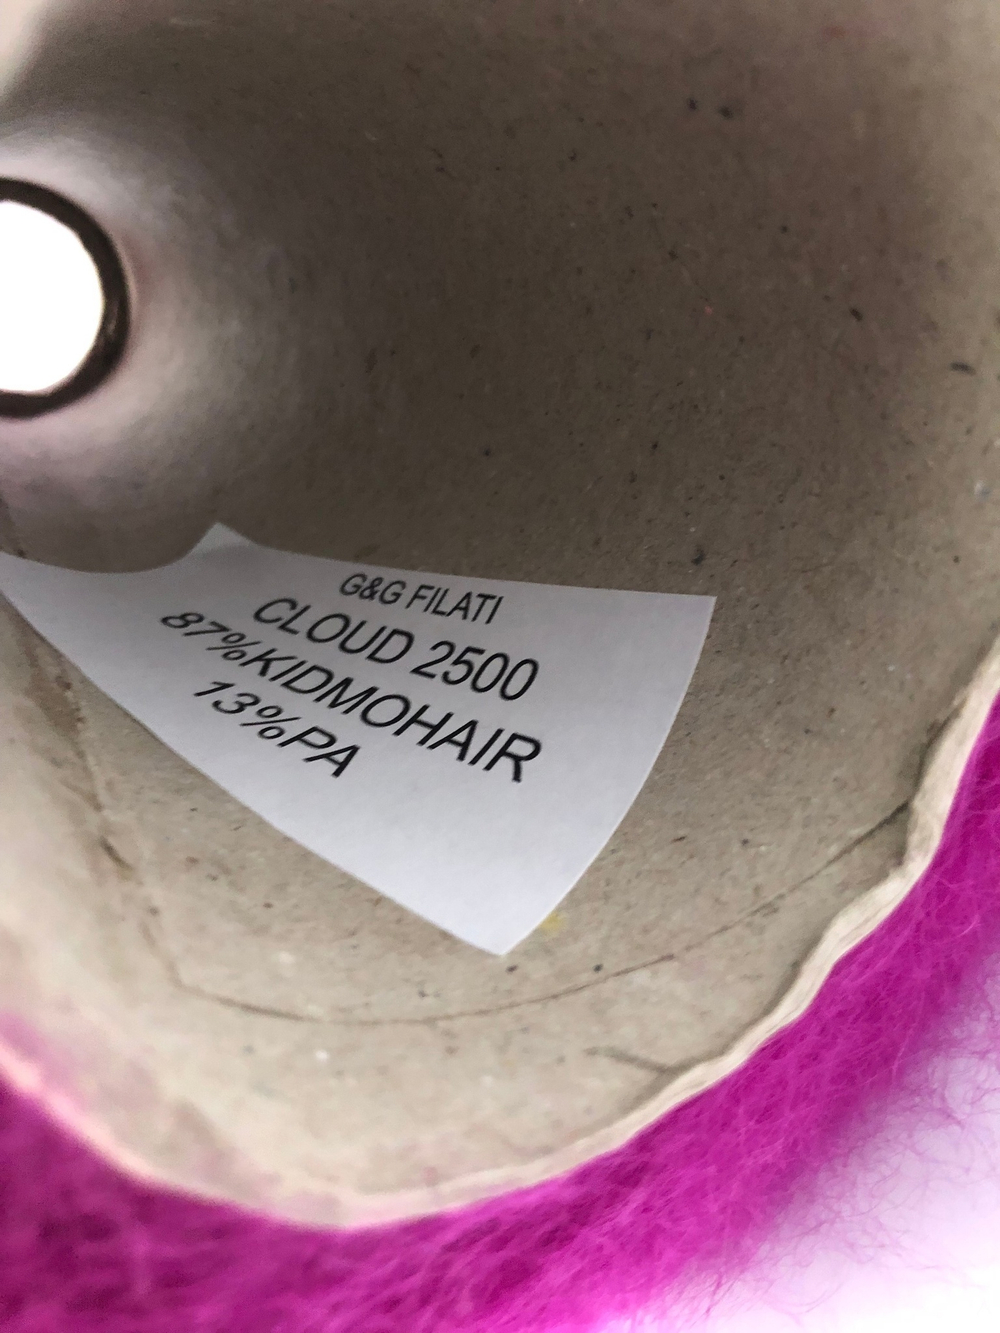 G&G FILATI
CLOUD 2500
87%KIDMOHAIR
13%PA